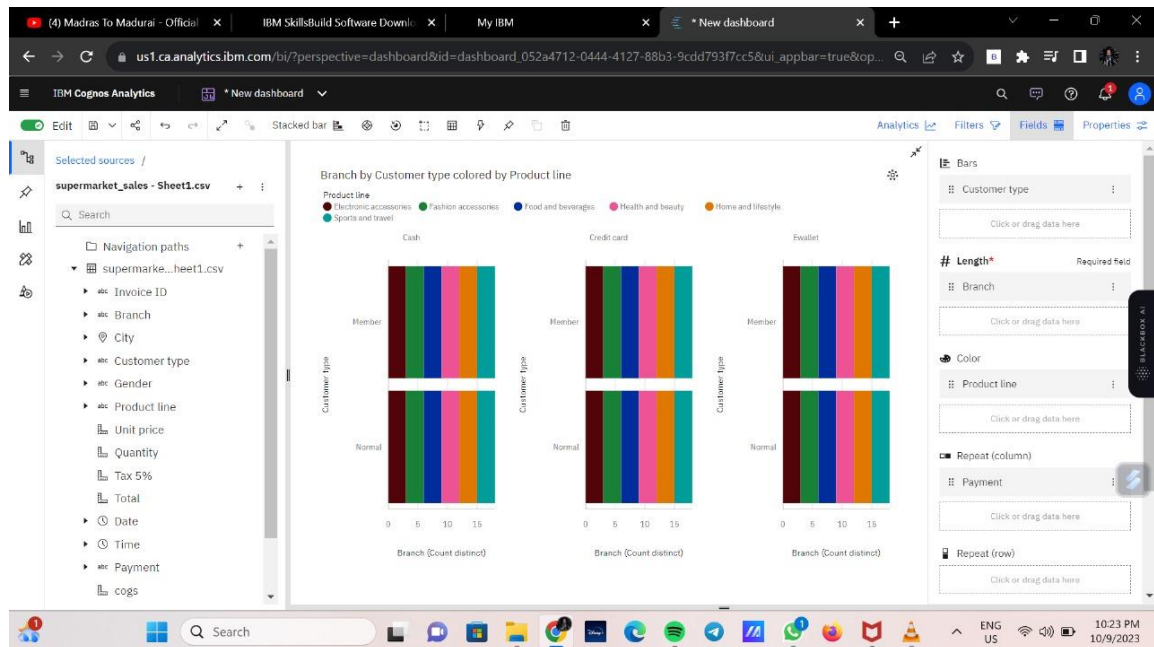 (4) Madras To Madurai - Official
IBM SkillsBuild Software Downlo
My IBM
* New dashboard
us1.ca.analytics.ibm.com/bi/?perspective=dashboard&id=dashboard_052a4712-0444-4127-88b3-9cdd793f7cc5&ui_appbar=true&op...
B
IBM Cognos Analytics
* New dashboard
Edit
Stacked bar
Analytics
Filters
Fields
Properties
Selected sources /
supermarket_sales - Sheet1.csv
Search
Navigation paths
supermarke...heet1.csv
abc Invoice ID
abc Branch
City
abc Customer type
abc Gender
abc Product line
Unit price
Quantity
Tax 5%
Total
Date
Time
abc Payment
cogs
Branch by Customer type colored by Product line
Product line
Electronic accessories Fashion accessories Food and beverages Health and beauty Home and lifestyle
Sports and travel
Cash Credit card Ewallet
Member Member Member
Customer type Customer type Customer type
Normal Normal Normal
0 5 10 15 0 5 10 15 0 5 10 15
Branch (Count distinct) Branch (Count distinct) Branch (Count distinct)
Bars
Customer type
Click or drag data here
# Length* Required field
Branch
Click or drag data here
Color
Product line
Click or drag data here
Repeat (column)
Payment
Click or drag data here
Repeat (row)
Click or drag data here
BLACKBOX AI
1
Search
ENG
US
10:23 PM
10/9/2023